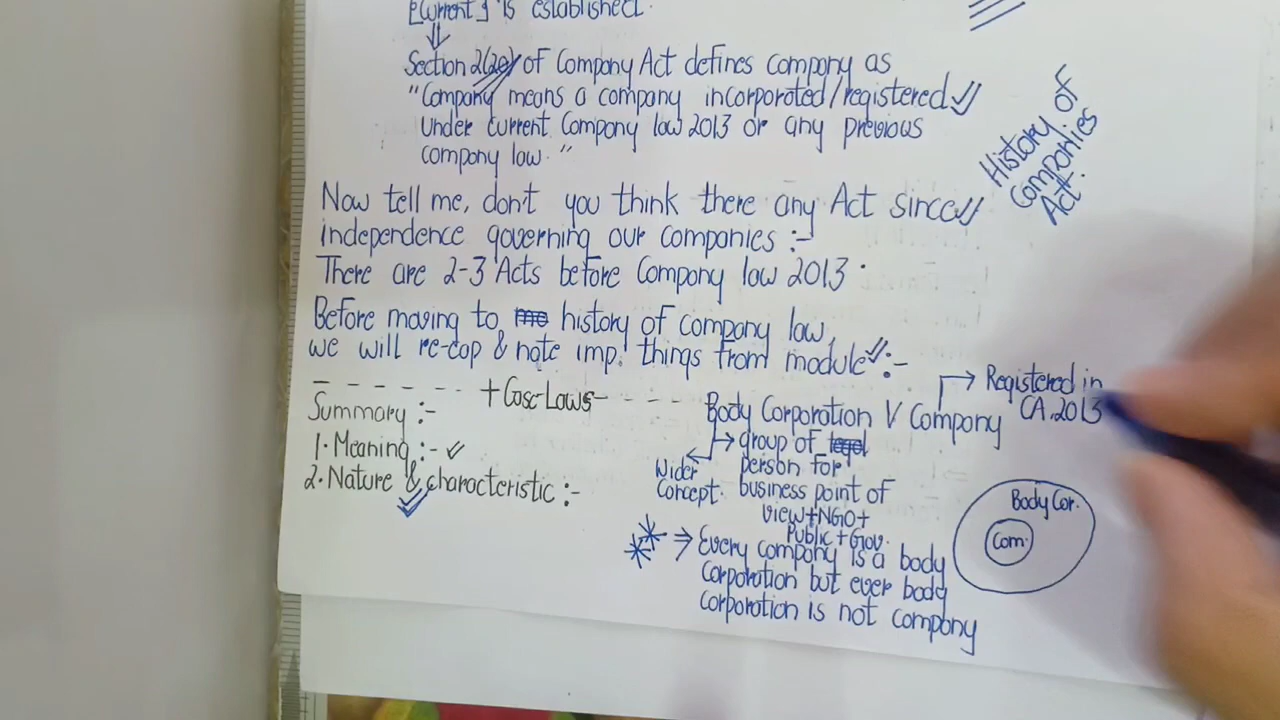 [Current] is established.
Section 2(20) of Company Act defines company as
"Company means a company incorporated/registered
under current Company law 2013 or any previous
company law."
History of
Companies
Act.
Now tell me, don't you think there any Act since
independence governing our companies :-
There are 2-3 Acts before Company law 2013.
Before moving to history of company law,
we will re-cap & note imp. things from module :-
+ Case-Laws
Summary :-
1. Meaning :-
2. Nature & characteristic :-
Body Corporation V Company
Registered in
CA.2013
Wider
Concept.
group of
person for
business point of
view+NGO+
Public+Gov.
Every company is a body
Corporation but ever body
Corporation is not company
Body Cor.
Com.